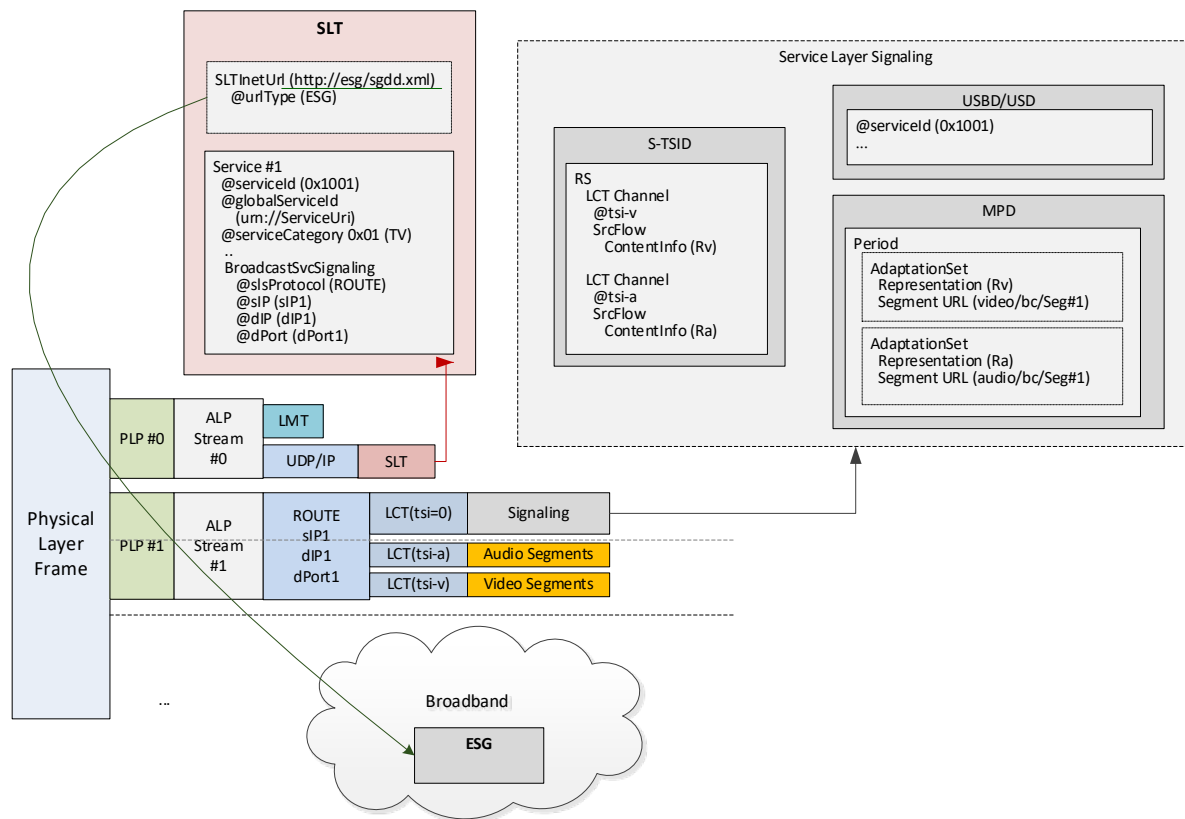 SLT
SLTInetUrl (http://esg/sgdd.xml)
@urlType (ESG)
Service #1
@serviceId (0x1001)
@globalServiceId
(urn://ServiceUri)
@serviceCategory 0x01 (TV)
..
BroadcastSvcSignaling
@slsProtocol (ROUTE)
@sIP (sIP1)
@dIP (dIP1)
@dPort (dPort1)
Service Layer Signaling
S-TSID
RS
LCT Channel
@tsi-v
SrcFlow
ContentInfo (Rv)
LCT Channel
@tsi-a
SrcFlow
ContentInfo (Ra)
USBD/USD
@serviceId (0x1001)
...
MPD
Period
AdaptationSet
Representation (Rv)
Segment URL (video/bc/Seg#1)
AdaptationSet
Representation (Ra)
Segment URL (audio/bc/Seg#1)
Physical
Layer
Frame
PLP #0
ALP
Stream
#0
LMT
UDP/IP
SLT
PLP #1
ALP
Stream
#1
ROUTE
sIP1
dIP1
dPort1
LCT(tsi=0)
Signaling
LCT(tsi-a)
Audio Segments
LCT(tsi-v)
Video Segments
...
Broadband
ESG